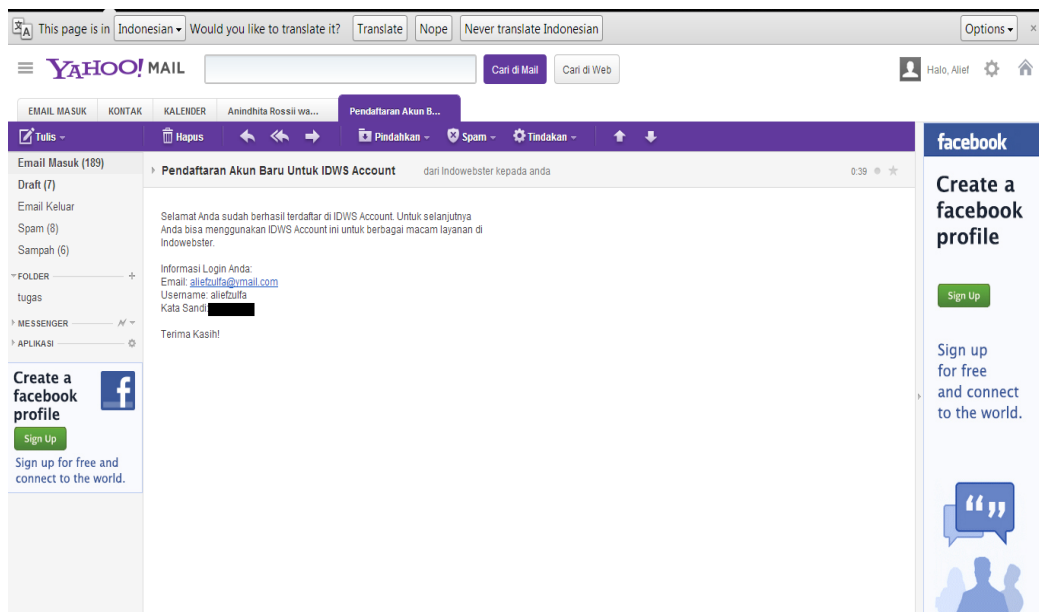 This page is in Indonesian Would you like to translate it? Translate Nope Never translate Indonesian Options
YAHOO! MAIL Cari di Mail Cari di Web Halo, Alief
EMAIL MASUK KONTAK KALENDER Anindhita Rossii wa... Pendaftaran Akun B...
Tulis Hapus Pindahkan Spam Tindakan
Email Masuk (189)
Draft (7)
Email Keluar
Spam (8)
Sampah (6)
FOLDER
tugas
MESSENGER
APLIKASI
Create a
facebook
profile
Sign Up
Sign up for free and
connect to the world.
Pendaftaran Akun Baru Untuk IDWS Account dari Indowebster kepada anda 0:39
Selamat Anda sudah berhasil terdaftar di IDWS Account. Untuk selanjutnya
Anda bisa menggunakan IDWS Account ini untuk berbagai macam layanan di
Indowebster.
Informasi Login Anda:
Email: aliefzulfa@ymail.com
Username: aliefzulfa
Kata Sandi:
Terima Kasih!
facebook
Create a
facebook
profile
Sign Up
Sign up
for free
and connect
to the world.